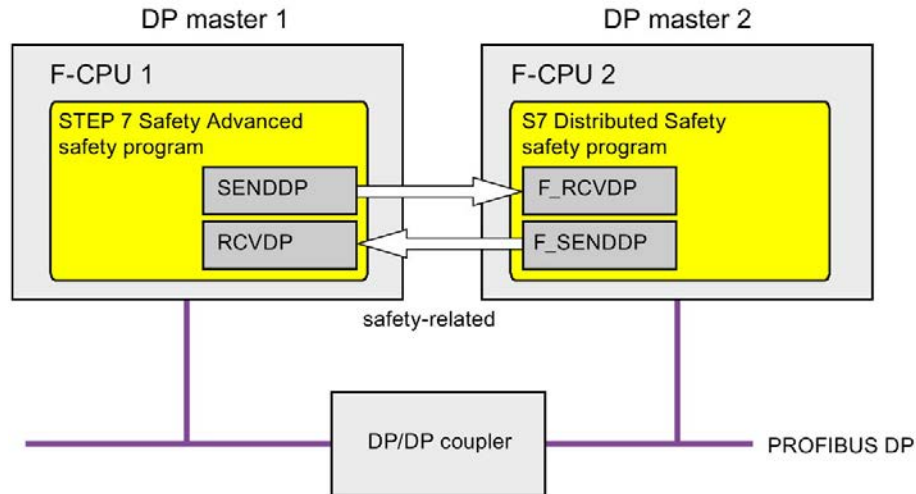 DP master 1
DP master 2
F-CPU 1
F-CPU 2
STEP 7 Safety Advanced
safety program
S7 Distributed Safety
safety program
SENDDP
F_RCVDP
RCVDP
F_SENDDP
safety-related
DP/DP coupler
PROFIBUS DP